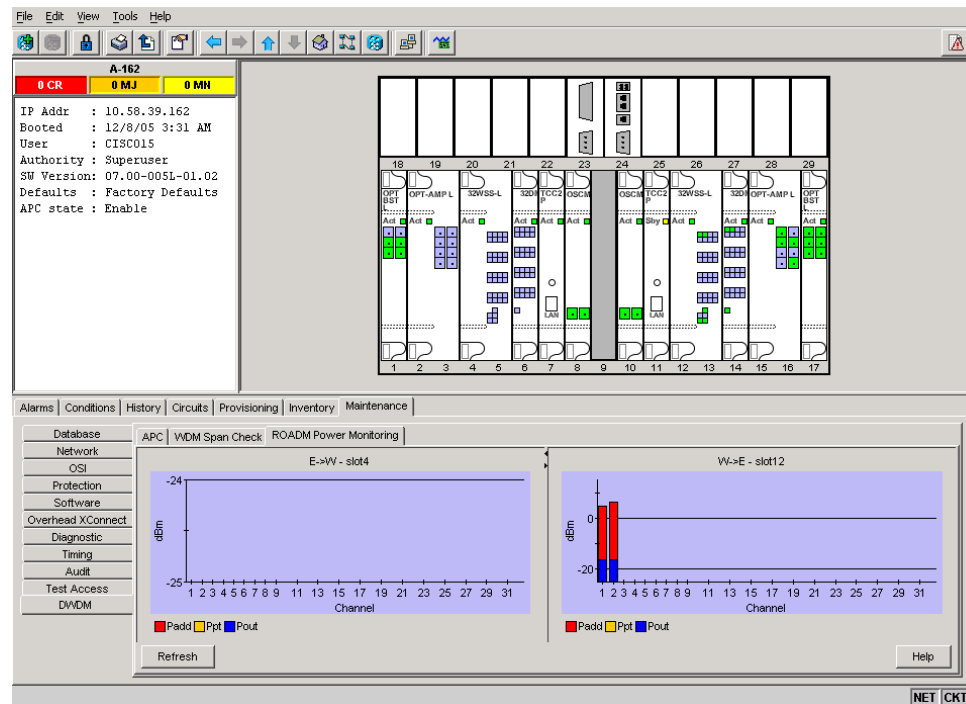 File Edit View Tools Help
A-162
0 CR 0 MJ 0 MN
IP Addr : 10.58.39.162
Booted : 12/8/05 3:31 AM
User : CISCO15
Authority : Superuser
SW Version: 07.00-005L-01.02
Defaults : Factory Defaults
APC state : Enable
18 19 20 21 22 23 24 25 26 27 28 29
OPT BST L OPT-AMP L 32WSS-L 32D TCC2 P OSCM OSCM TCC2 P 32WSS-L 32D OPT-AMP L OPT BST L
Act Act Act Act Act Act Act Sby Act Act Act Act
LAN LAN
1 2 3 4 5 6 7 8 9 10 11 12 13 14 15 16 17
Alarms Conditions History Circuits Provisioning Inventory Maintenance
Database
Network
OSI
Protection
Software
Overhead XConnect
Diagnostic
Timing
Audit
Test Access
DWDM
APC WDM Span Check ROADM Power Monitoring
E->W - slot4
-24
dBm
-25
1 2 3 4 5 6 7 8 9 11 13 15 17 19 21 23 25 27 29 31
Channel
Padd Ppt Pout
W->E - slot12
0
dBm
-20
1 2 3 4 5 6 7 8 9 11 13 15 17 19 21 23 25 27 29 31
Channel
Padd Ppt Pout
Refresh Help
NET CKT